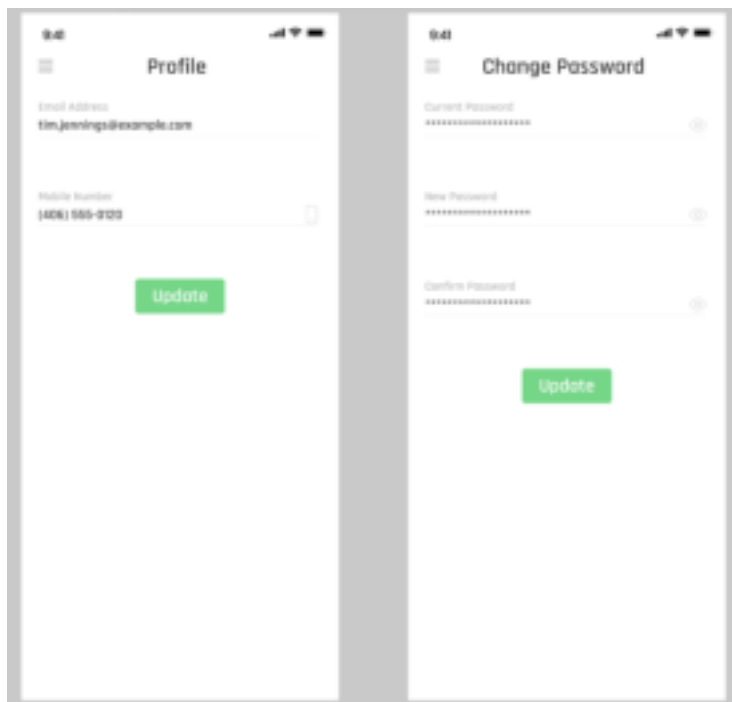 9:41
Profile
Email Address
tim.jennings@example.com
Mobile Number
(406) 555-0120
Update
9:41
Change Password
Current Password
*******************
New Password
*******************
Confirm Password
*******************
Update